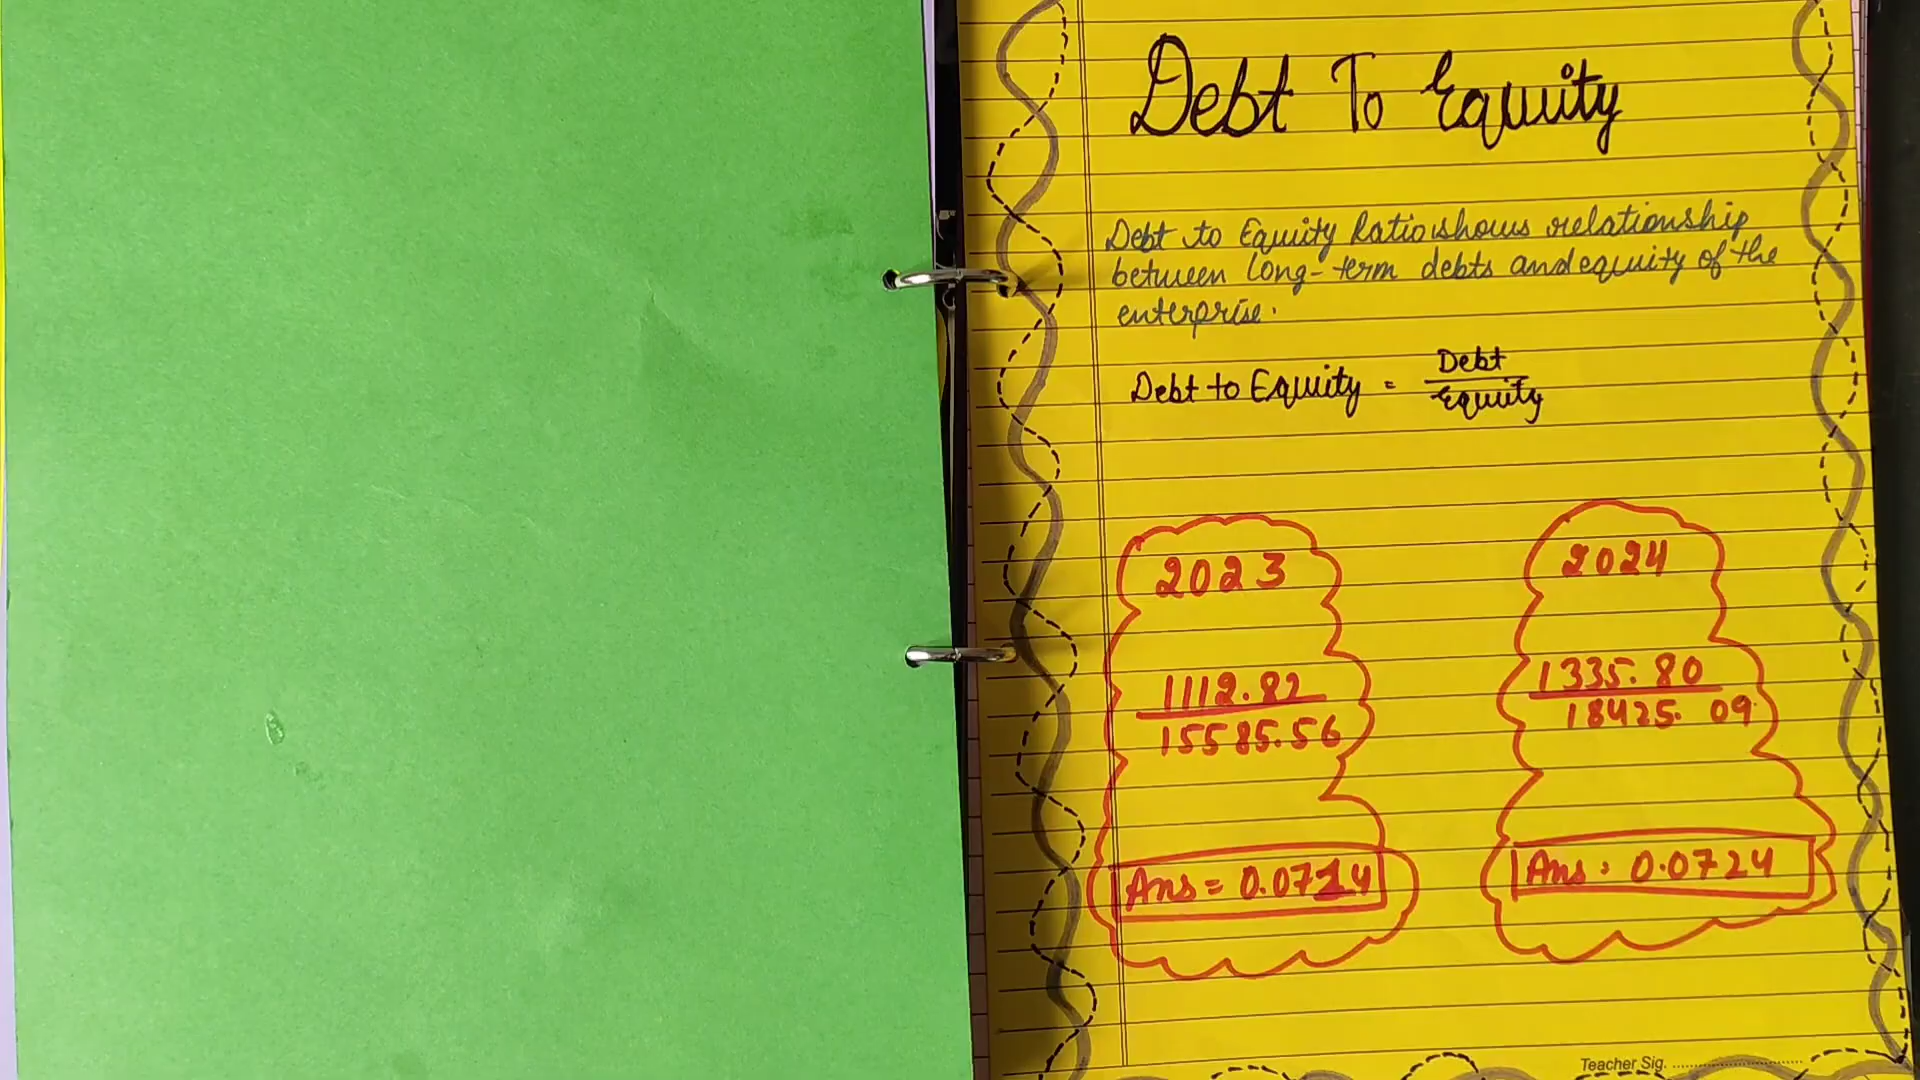 Debt To Equity
Debt to Equity Ratio shows relationship
between long-term debts and equity of the
enterprise.
Debt to Equity = Debt
Equity
2023
1112.82
15585.56
Ans = 0.0714
2024
1335.80
18425.09
Ans = 0.0724
Teacher Sig. ..............................